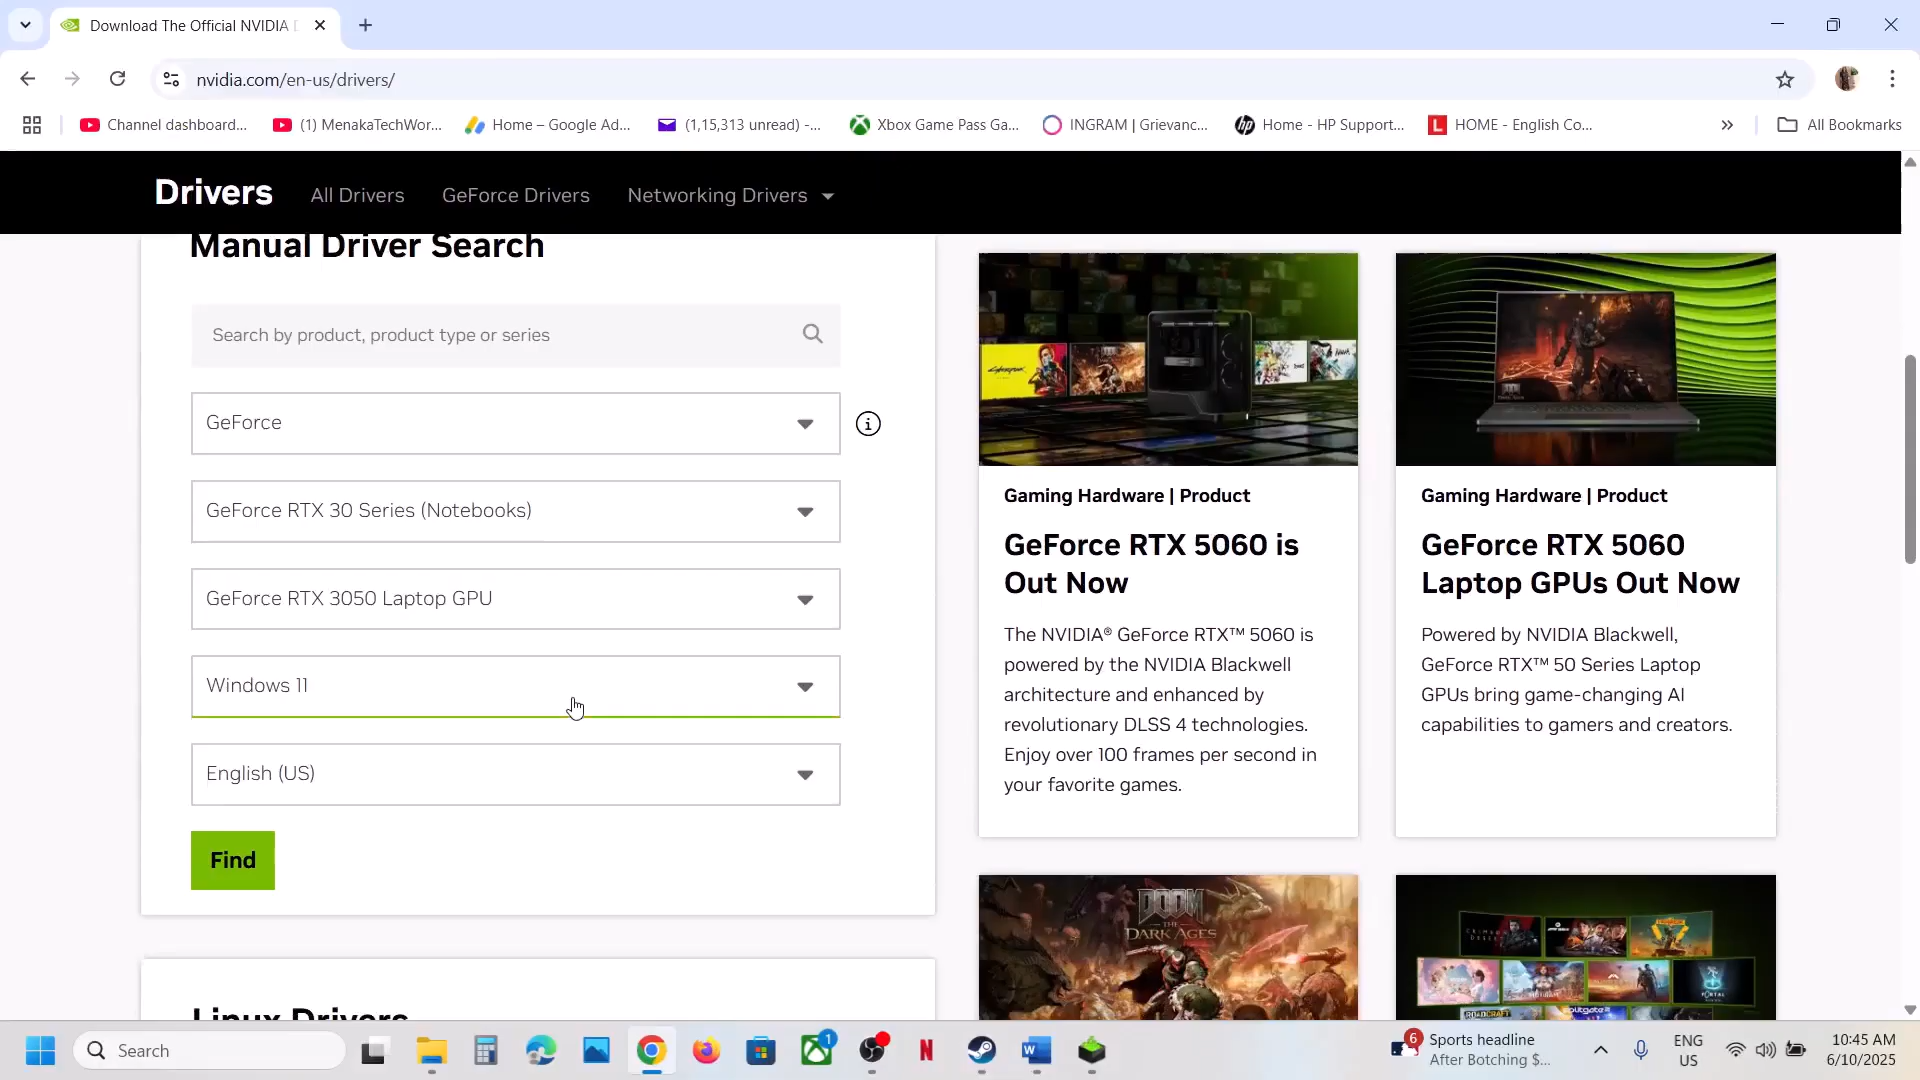 Download The Official NVIDIA
nvidia.com/en-us/drivers/
Channel dashboard...
(1) MenakaTechWor...
Home – Google Ad...
(1,15,313 unread) -...
Xbox Game Pass Ga...
INGRAM | Grievanc...
Home - HP Support...
HOME - English Co...
All Bookmarks
Drivers
All Drivers
GeForce Drivers
Networking Drivers
Manual Driver Search
Search by product, product type or series
GeForce
GeForce RTX 30 Series (Notebooks)
GeForce RTX 3050 Laptop GPU
Windows 11
English (US)
Find
Linux Drivers
Gaming Hardware | Product
GeForce RTX 5060 is
Out Now
The NVIDIA® GeForce RTX™ 5060 is
powered by the NVIDIA Blackwell
architecture and enhanced by
revolutionary DLSS 4 technologies.
Enjoy over 100 frames per second in
your favorite games.
Gaming Hardware | Product
GeForce RTX 5060
Laptop GPUs Out Now
Powered by NVIDIA Blackwell,
GeForce RTX™ 50 Series Laptop
GPUs bring game-changing AI
capabilities to gamers and creators.
DOOM
THE
DARK AGES
Search
1
6
Sports headline
After Botching $...
ENG
US
10:45 AM
6/10/2025